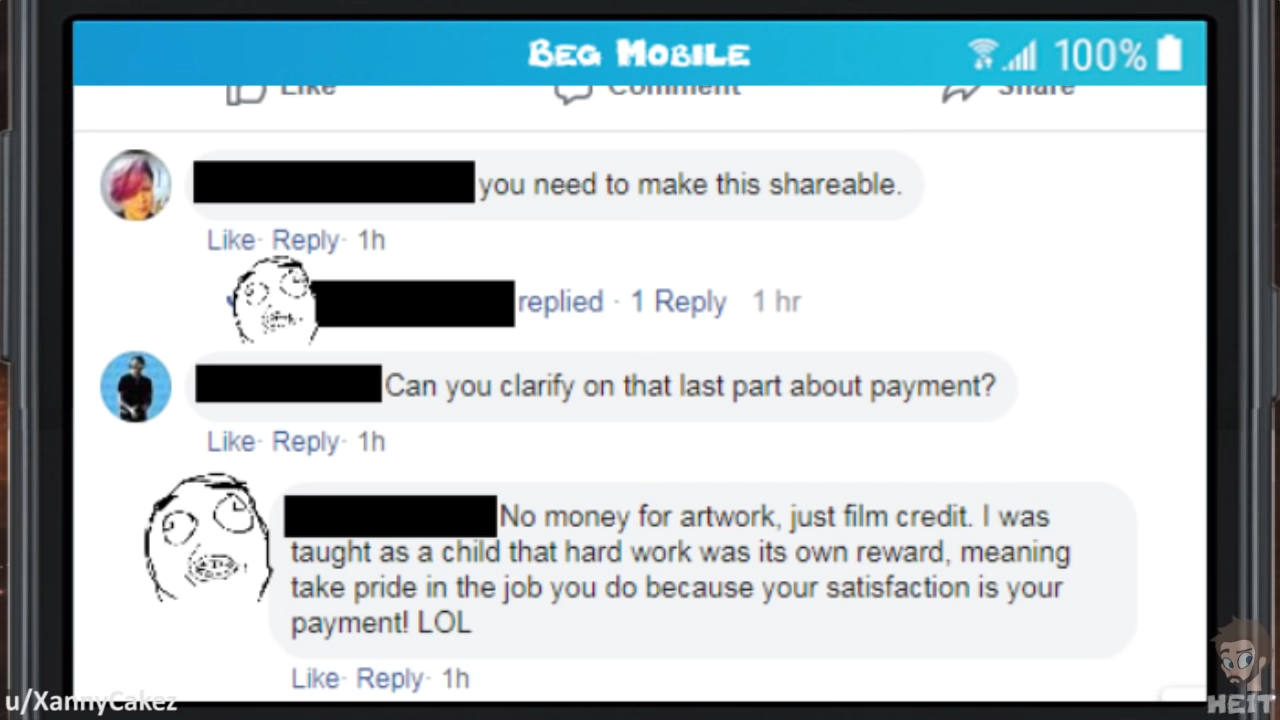 Beg Mobile
100%
Like Comment Share
you need to make this shareable.
Like· Reply· 1h
replied · 1 Reply 1 hr
Can you clarify on that last part about payment?
Like· Reply· 1h
No money for artwork, just film credit. I was
taught as a child that hard work was its own reward, meaning
take pride in the job you do because your satisfaction is your
payment! LOL
Like· Reply· 1h
u/XannyCakez
HEIT